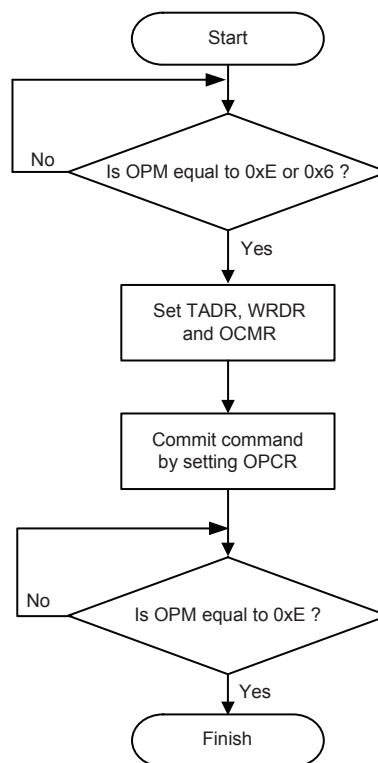 Start
No
Is OPM equal to 0xE or 0x6 ?
Yes
Set TADR, WRDR
and OCMR
Commit command
by setting OPCR
No
Is OPM equal to 0xE ?
Yes
Finish